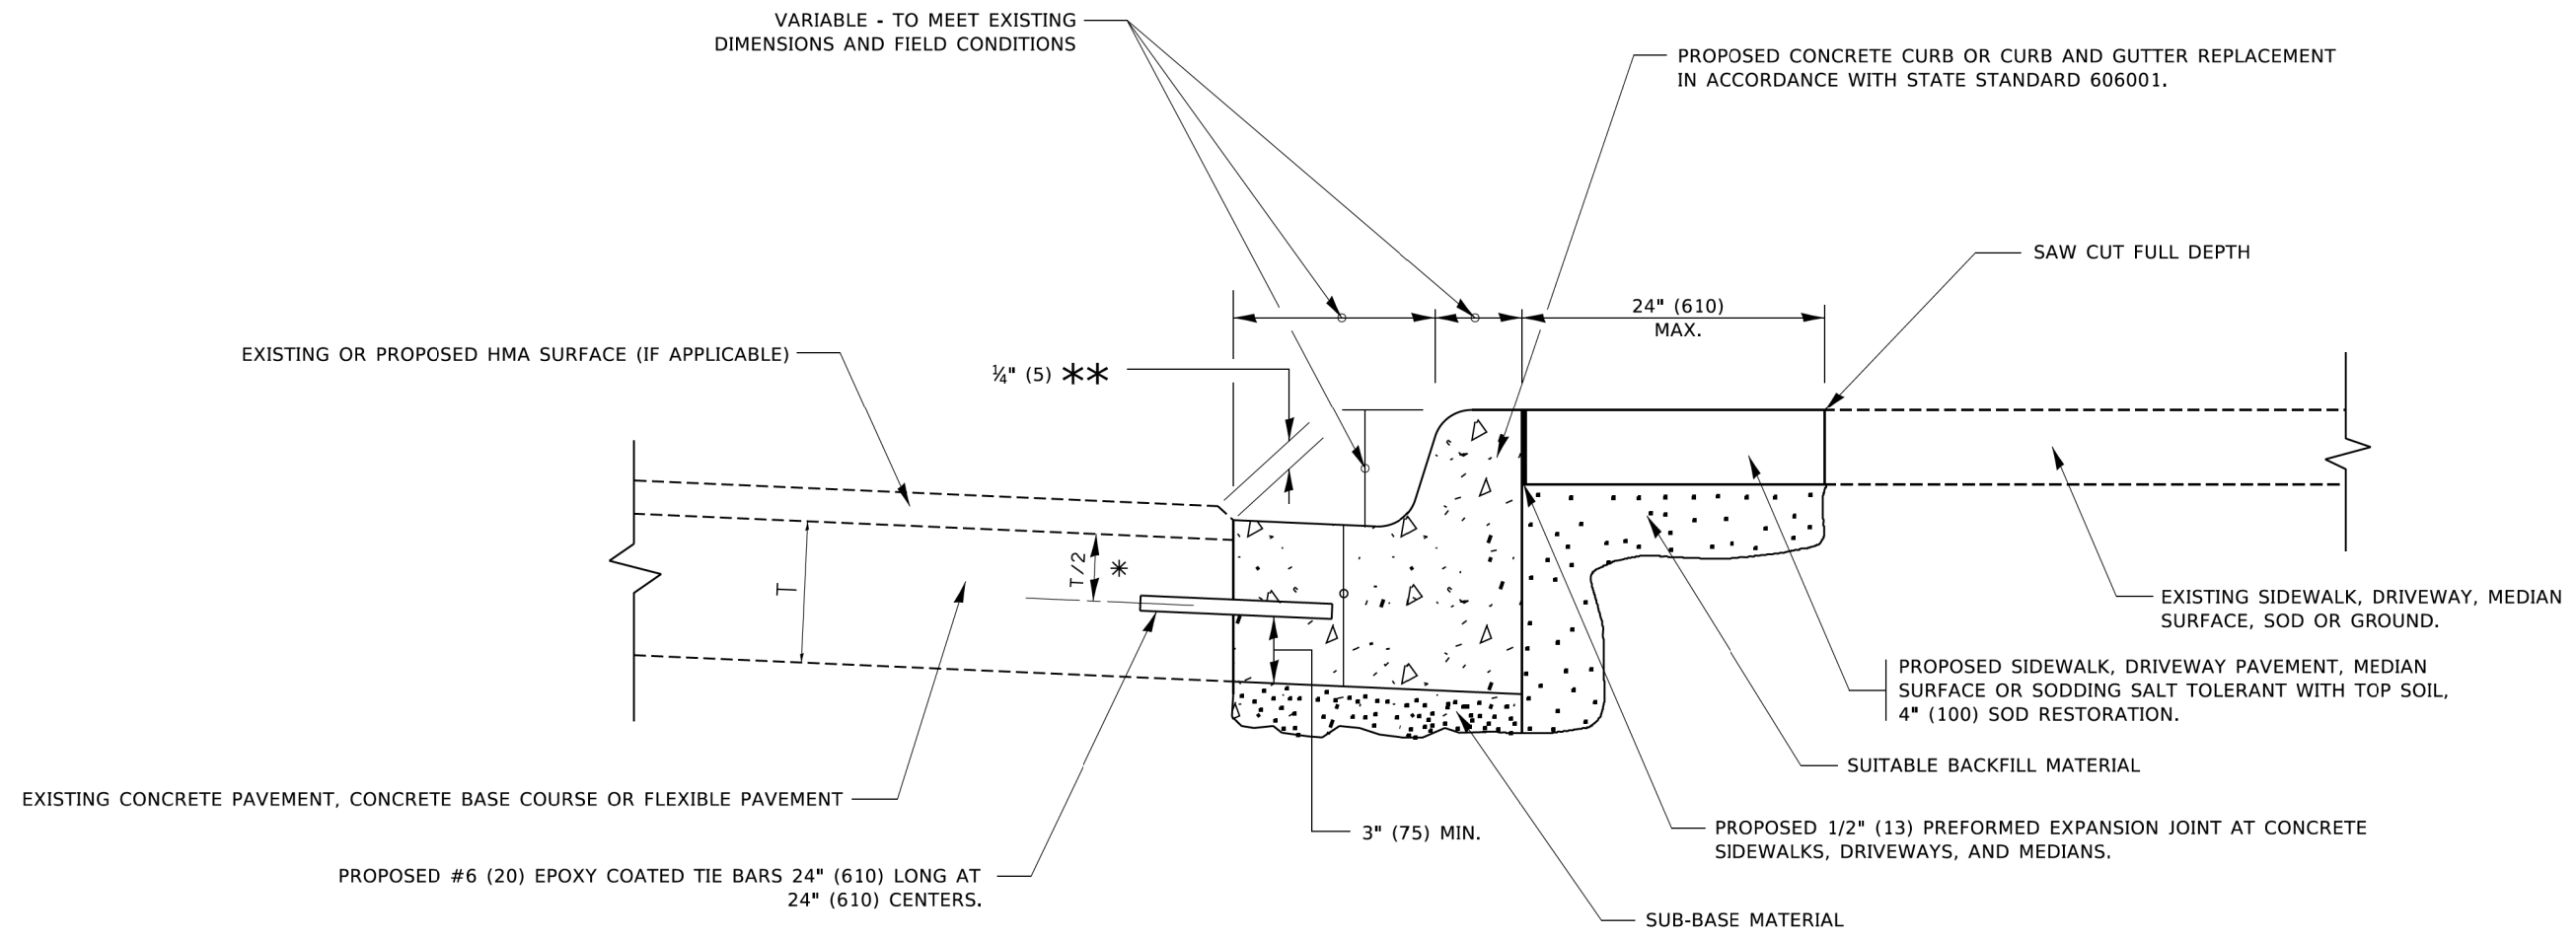 VARIABLE - TO MEET EXISTING
DIMENSIONS AND FIELD CONDITIONS
PROPOSED CONCRETE CURB OR CURB AND GUTTER REPLACEMENT
IN ACCORDANCE WITH STATE STANDARD 606001.
SAW CUT FULL DEPTH
24" (610)
MAX.
EXISTING OR PROPOSED HMA SURFACE (IF APPLICABLE)
¼" (5) **
T
T/2 *
EXISTING SIDEWALK, DRIVEWAY, MEDIAN
SURFACE, SOD OR GROUND.
PROPOSED SIDEWALK, DRIVEWAY PAVEMENT, MEDIAN
SURFACE OR SODDING SALT TOLERANT WITH TOP SOIL,
4" (100) SOD RESTORATION.
SUITABLE BACKFILL MATERIAL
EXISTING CONCRETE PAVEMENT, CONCRETE BASE COURSE OR FLEXIBLE PAVEMENT
3" (75) MIN.
PROPOSED 1/2" (13) PREFORMED EXPANSION JOINT AT CONCRETE
SIDEWALKS, DRIVEWAYS, AND MEDIANS.
PROPOSED #6 (20) EPOXY COATED TIE BARS 24" (610) LONG AT
24" (610) CENTERS.
SUB-BASE MATERIAL